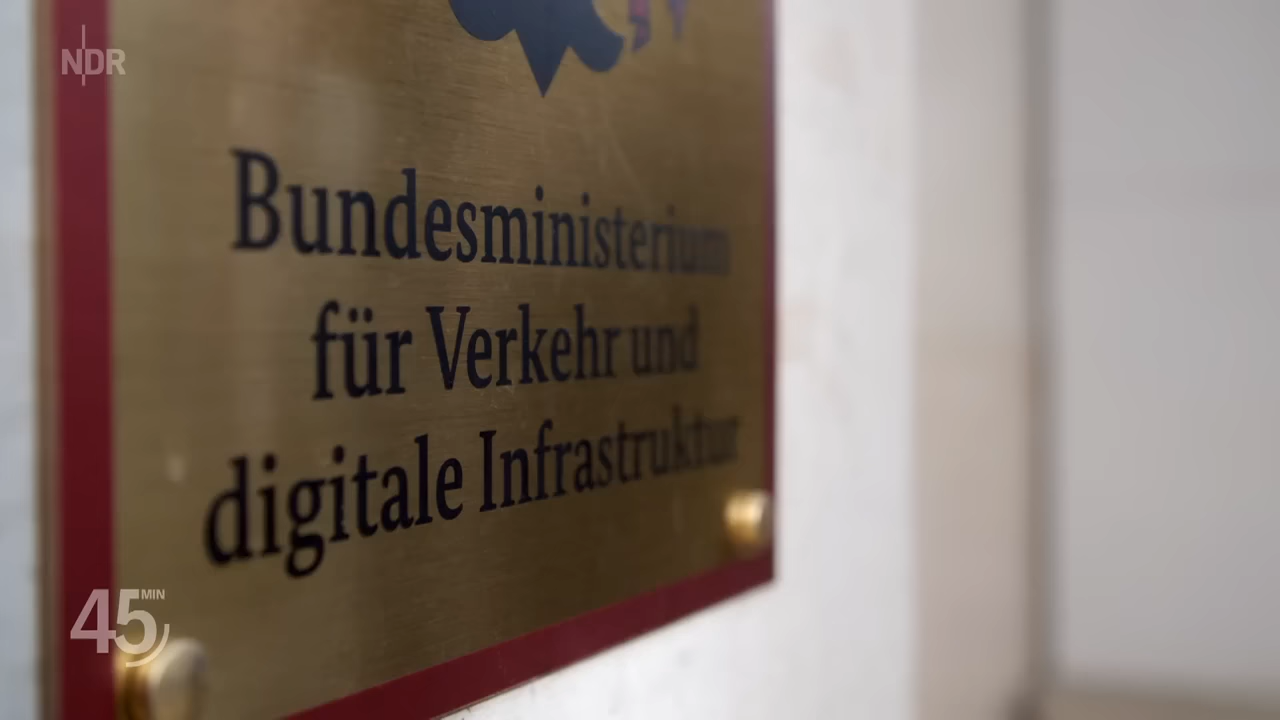 NDR
Bundesministerium
für Verkehr und
digitale Infrastruktur
45 MIN